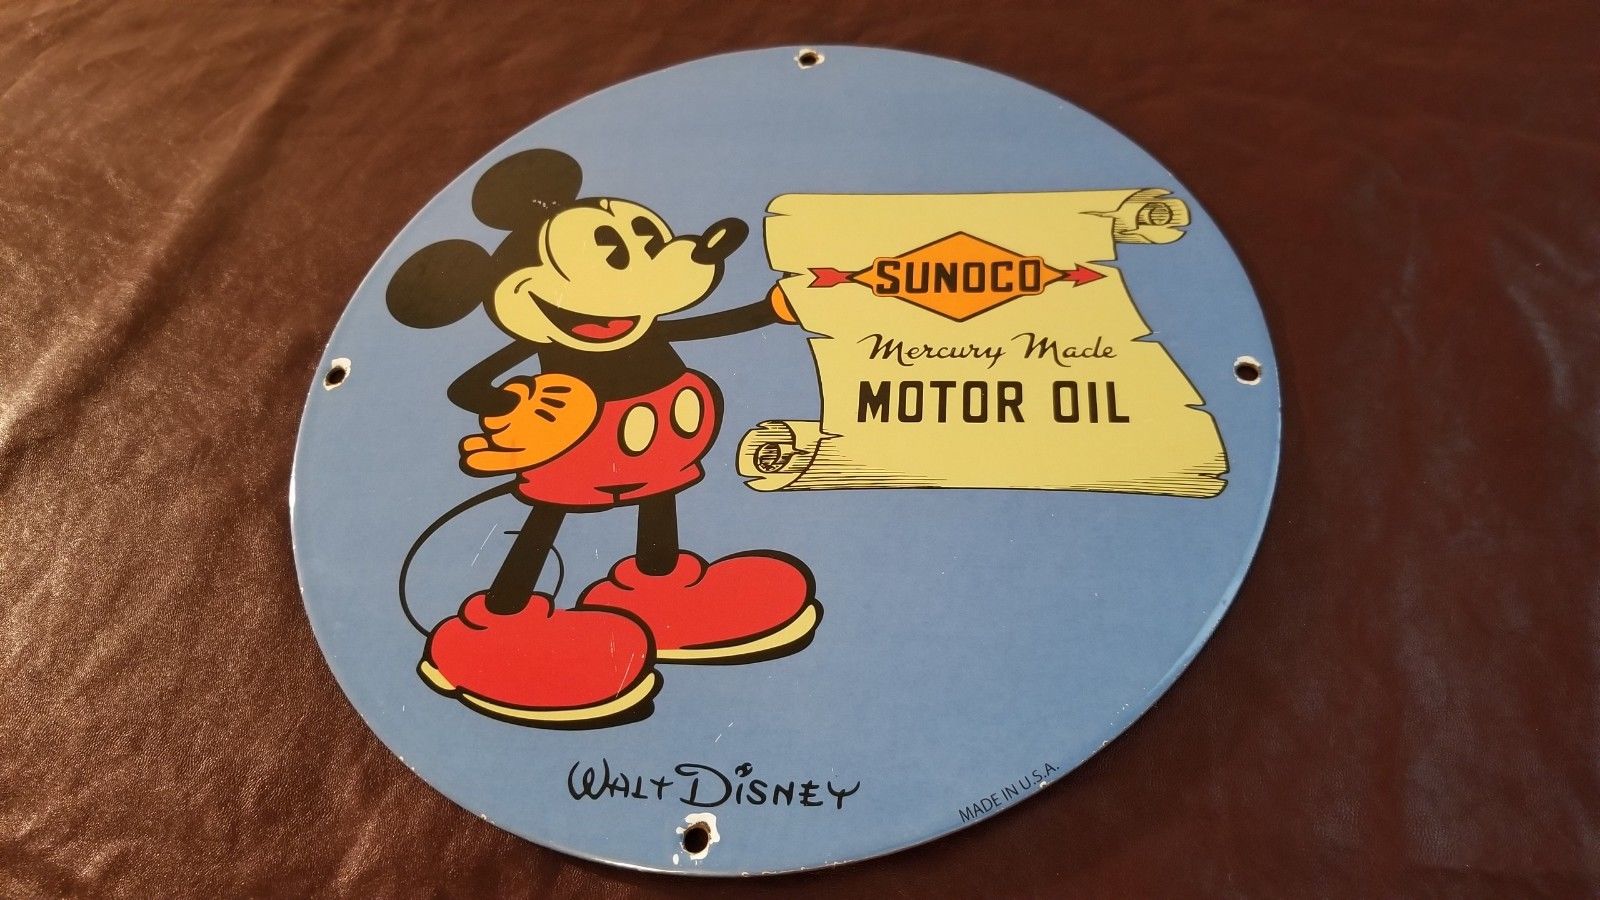 SUNOCO
Mercury Made
MOTOR OIL
WALT DISNEY
MADE IN U.S.A.